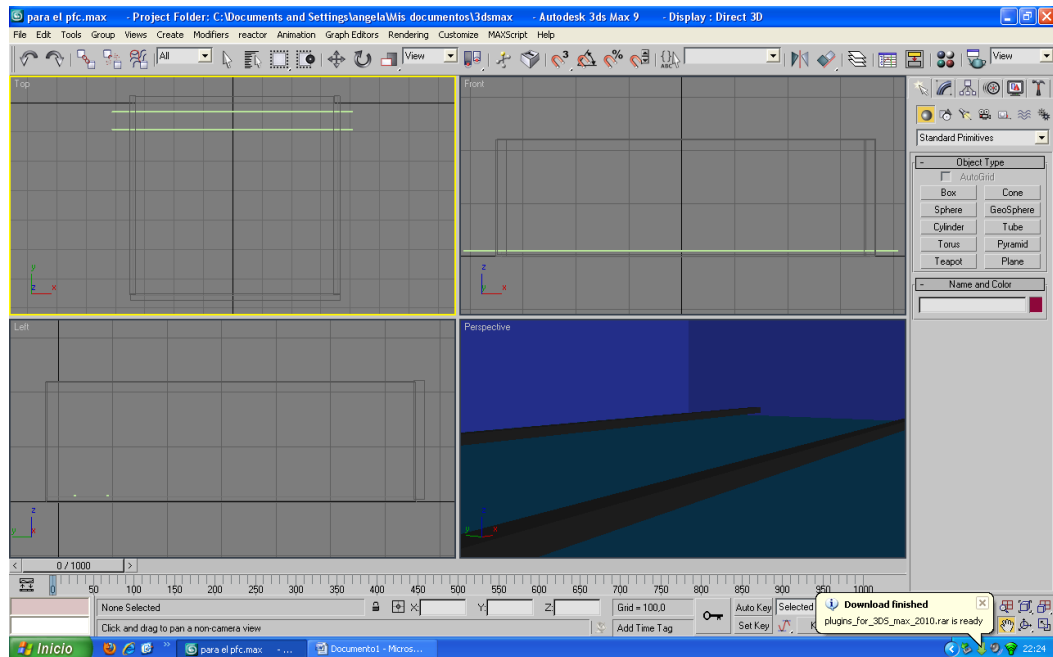 para el pfc.max - Project Folder: C:\Documents and Settings\angela\Mis documentos\3dsmax - Autodesk 3ds Max 9 - Display : Direct 3D
File Edit Tools Group Views Create Modifiers reactor Animation Graph Editors Rendering Customize MAXScript Help
All View View
Top
Front
Left
Perspective
Standard Primitives
- Object Type
AutoGrid
Box Cone
Sphere GeoSphere
Cylinder Tube
Torus Pyramid
Teapot Plane
- Name and Color
y
z x
z
y x
z
y x
z
y x
< 0 / 1000 >
0 50 100 150 200 250 300 350 400 450 500 550 600 650 700 750 800 850 900 950 1000
None Selected X: Y: Z: Grid = 100,0 Auto Key Selected
Click and drag to pan a non-camera view Add Time Tag Set Key K
Download finished
plugins_for_3DS_max_2010.rar is ready
Inicio para el pfc.max - ... Documento1 - Micros... 22:24